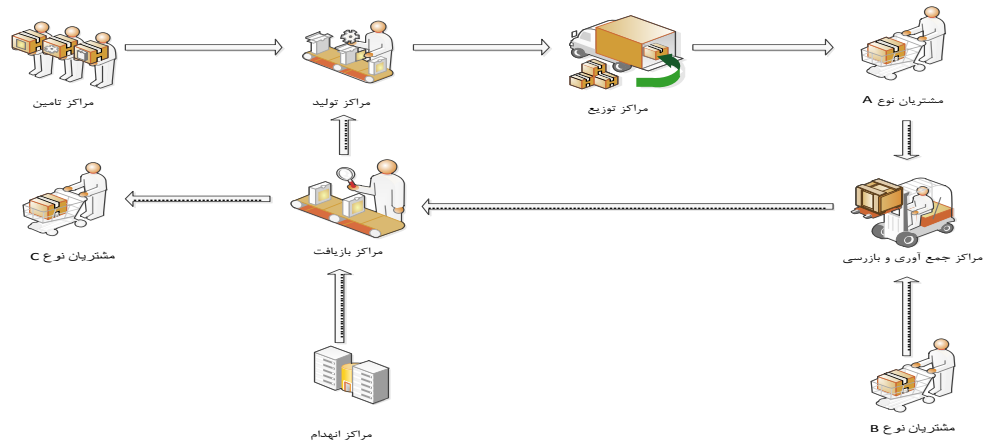 مراکز تامین
مراکز تولید
مراکز توزیع
مشتریان نوع A
مشتریان نوع C
مراکز بازیافت
مراکز جمع آوری و بازرسی
مراکز انهدام
مشتریان نوع B